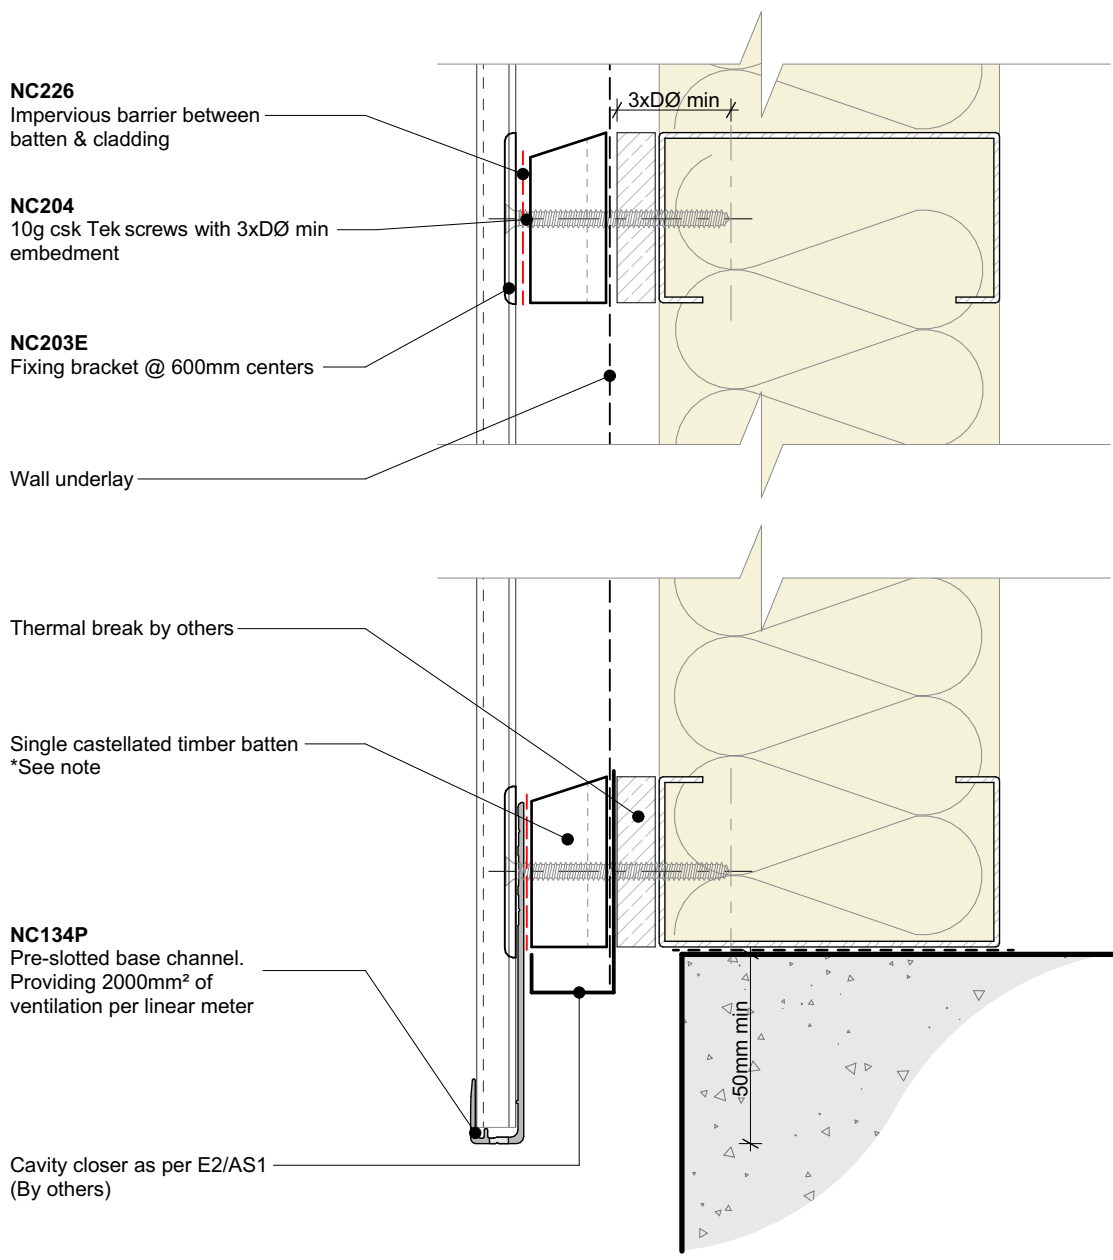 NC226
Impervious barrier between
batten & cladding
3xDØ min
NC204
10g csk Tek screws with 3xDØ min
embedment
NC203E
Fixing bracket @ 600mm centers
Wall underlay
Thermal break by others
Single castellated timber batten
*See note
NC134P
Pre-slotted base channel.
Providing 2000mm² of
ventilation per linear meter
50mm min
Cavity closer as per E2/AS1
(By others)